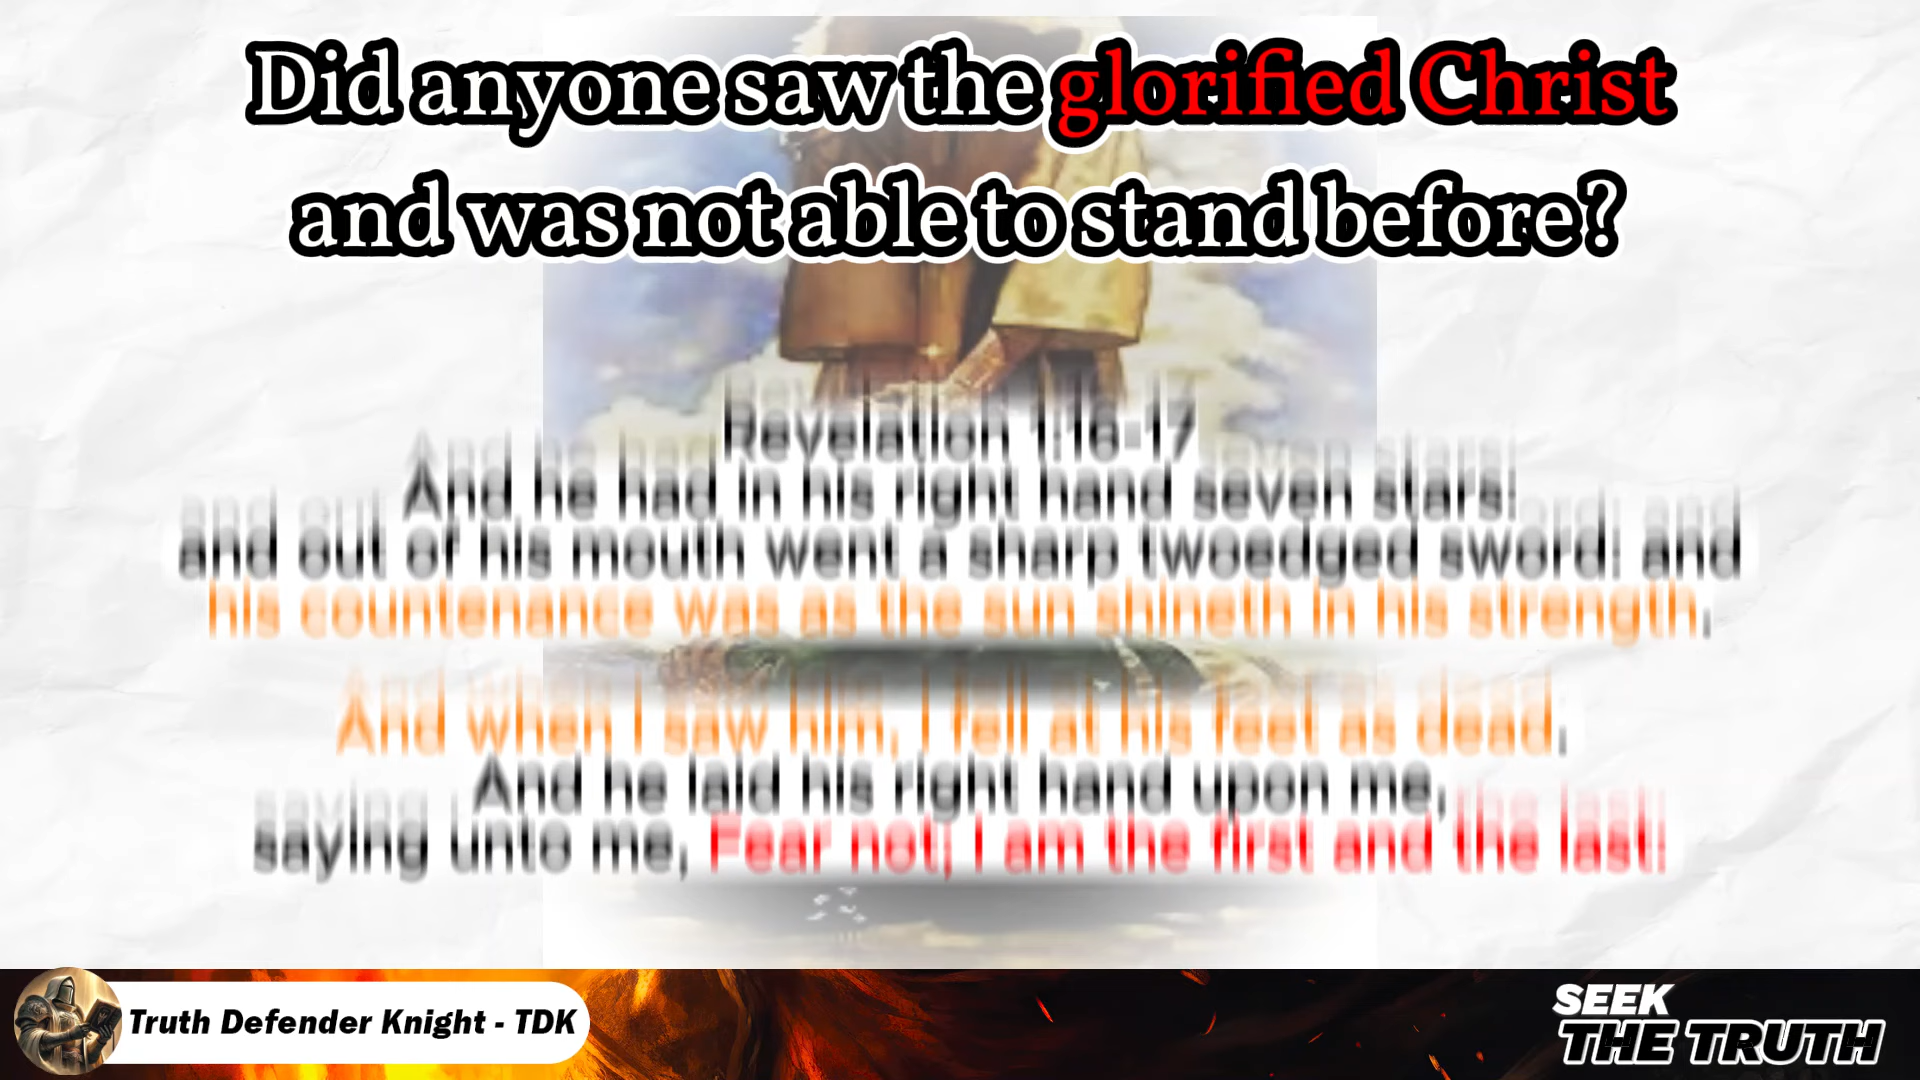 Did anyone saw the glorified Christ
and was not able to stand before?
Revelation 1:16-17
And he had in his right hand seven stars:
and out of his mouth went a sharp twoedged sword: and
his countenance was as the sun shineth in his strength.
And when I saw him, I fell at his feet as dead.
And he laid his right hand upon me,
saying unto me, Fear not; I am the first and the last:
Truth Defender Knight - TDK
SEEK
THE TRUTH